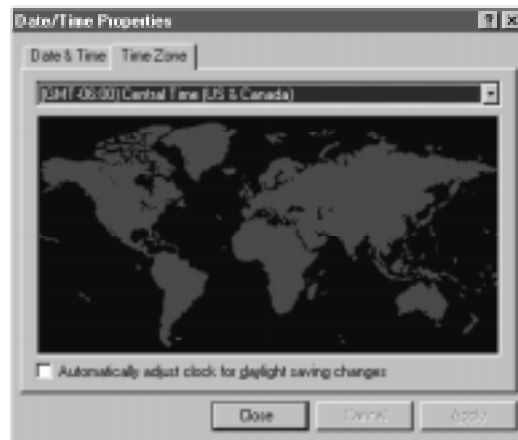 Date/Time Properties
Date & Time Time Zone
(GMT-06:00) Central Time (US & Canada)
Automatically adjust clock for daylight saving changes
Close Cancel Apply